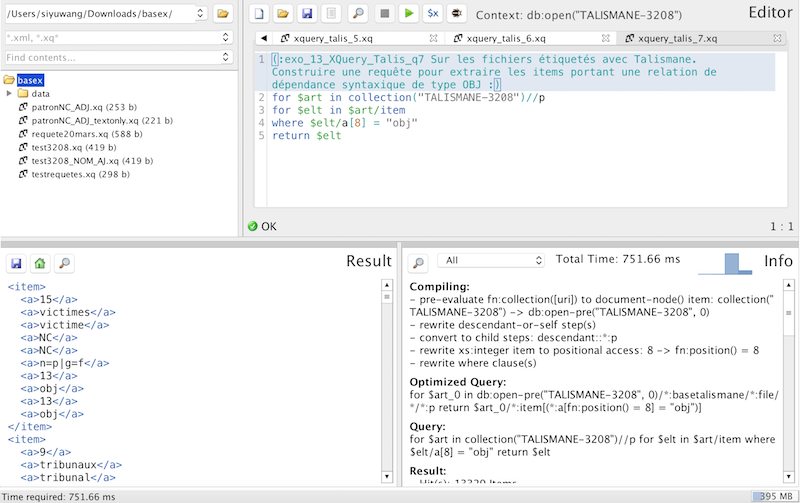 /Users/siyuwang/Downloads/basex/
*.xml, *.xq*
Find contents...
basex
data
patronNC_ADJ.xq (253 b)
patronNC_ADJ_textonly.xq (221 b)
requete20mars.xq (588 b)
test3208.xq (419 b)
test3208_NOM_AJ.xq (419 b)
testrequetes.xq (298 b)
$x
Context: db:open("TALISMANE-3208")
Editor
xquery_talis_5.xq
xquery_talis_6.xq
xquery_talis_7.xq
1 (:exo_13_XQuery_Talis_q7 Sur les fichiers étiquetés avec Talismane.
Construire une requête pour extraire les items portant une relation de
dépendance syntaxique de type OBJ :)
2 for $art in collection("TALISMANE-3208")//p
3 for $elt in $art/item
4 where $elt/a[8] = "obj"
5 return $elt
OK
1 : 1
Result
<item>
<a>15</a>
<a>victimes</a>
<a>victime</a>
<a>NC</a>
<a>NC</a>
<a>n=p|g=f</a>
<a>13</a>
<a>obj</a>
<a>13</a>
<a>obj</a>
</item>
<item>
<a>9</a>
<a>tribunaux</a>
<a>tribunal</a>
All
Total Time: 751.66 ms
Info
Compiling:
- pre-evaluate fn:collection([uri]) to document-node() item: collection("
TALISMANE-3208") -> db:open-pre("TALISMANE-3208", 0)
- rewrite descendant-or-self step(s)
- convert to child steps: descendant::*:p
- rewrite xs:integer item to positional access: 8 -> fn:position() = 8
- rewrite where clause(s)
Optimized Query:
for $art_0 in db:open-pre("TALISMANE-3208", 0)/*:basetalismane/*:file/
*/*:p return $art_0/*:item[(*:a[fn:position() = 8] = "obj")]
Query:
for $art in collection("TALISMANE-3208")//p for $elt in $art/item where
$elt/a[8] = "obj" return $elt
Result:
Time required: 751.66 ms
395 MB